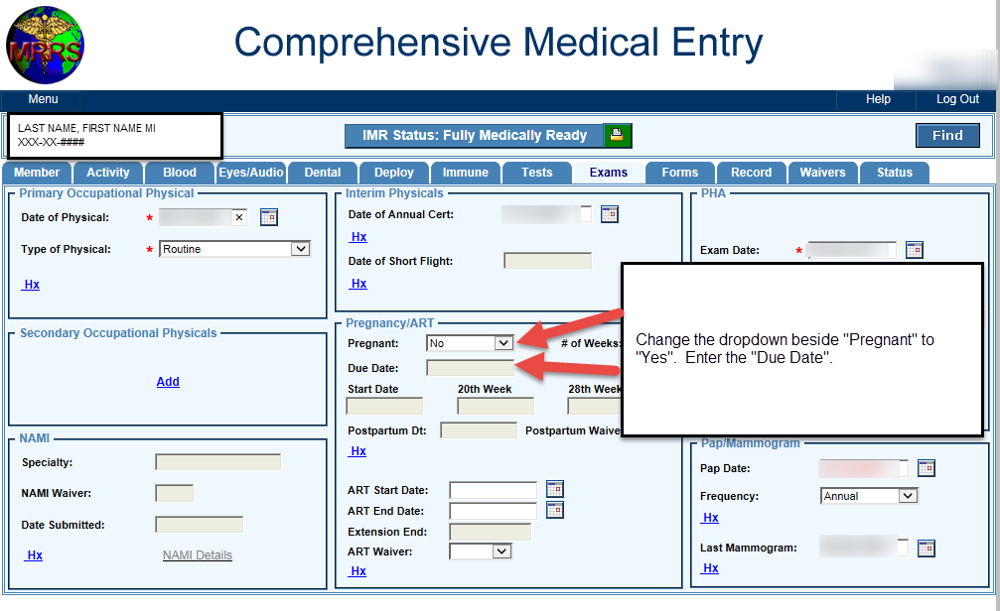 MRRS
Comprehensive Medical Entry
Menu
Help
Log Out
LAST NAME, FIRST NAME MI
XXX-XX-####
IMR Status: Fully Medically Ready
Find
Member
Activity
Blood
Eyes/Audio
Dental
Deploy
Immune
Tests
Exams
Forms
Record
Waivers
Status
Primary Occupational Physical
Date of Physical: *
Type of Physical: * Routine
Hx
Secondary Occupational Physicals
Add
NAMI
Specialty:
NAMI Waiver:
Date Submitted:
Hx
NAMI Details
Interim Physicals
Date of Annual Cert:
Hx
Date of Short Flight:
Hx
Pregnancy/ART
Pregnant: No # of Weeks:
Due Date:
Start Date 20th Week 28th Week
Postpartum Dt: Postpartum Waive
Hx
ART Start Date:
ART End Date:
Extension End:
ART Waiver:
Hx
PHA
Exam Date: *
Change the dropdown beside "Pregnant" to
"Yes". Enter the "Due Date".
Pap/Mammogram
Pap Date:
Frequency: Annual
Hx
Last Mammogram:
Hx